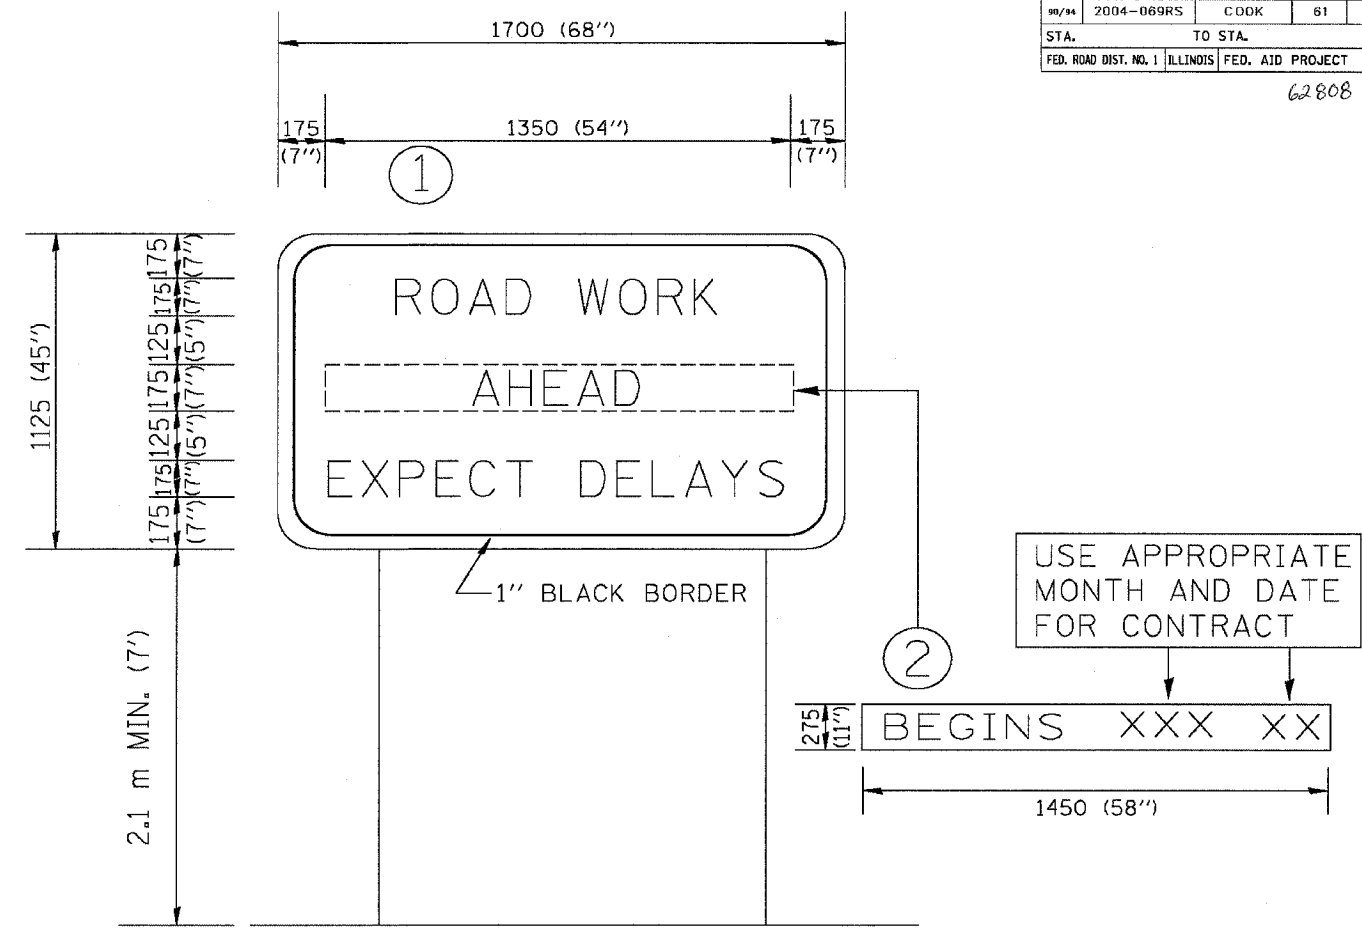 90/94 2004-069RS COOK 61
STA. TO STA.
FED. ROAD DIST. NO. 1 ILLINOIS FED. AID PROJECT
62808
1700 (68'')
175 (7'')
1350 (54'')
175 (7'')
1
1125 (45'')
175 (7'')
175 (7'')
125 (5'')
175 (7'')
125 (5'')
175 (7'')
175 (7'')
ROAD WORK
AHEAD
EXPECT DELAYS
1'' BLACK BORDER
2.1 m MIN. (7')
2
USE APPROPRIATE
MONTH AND DATE
FOR CONTRACT
275 (11'')
BEGINS XXX XX
1450 (58'')